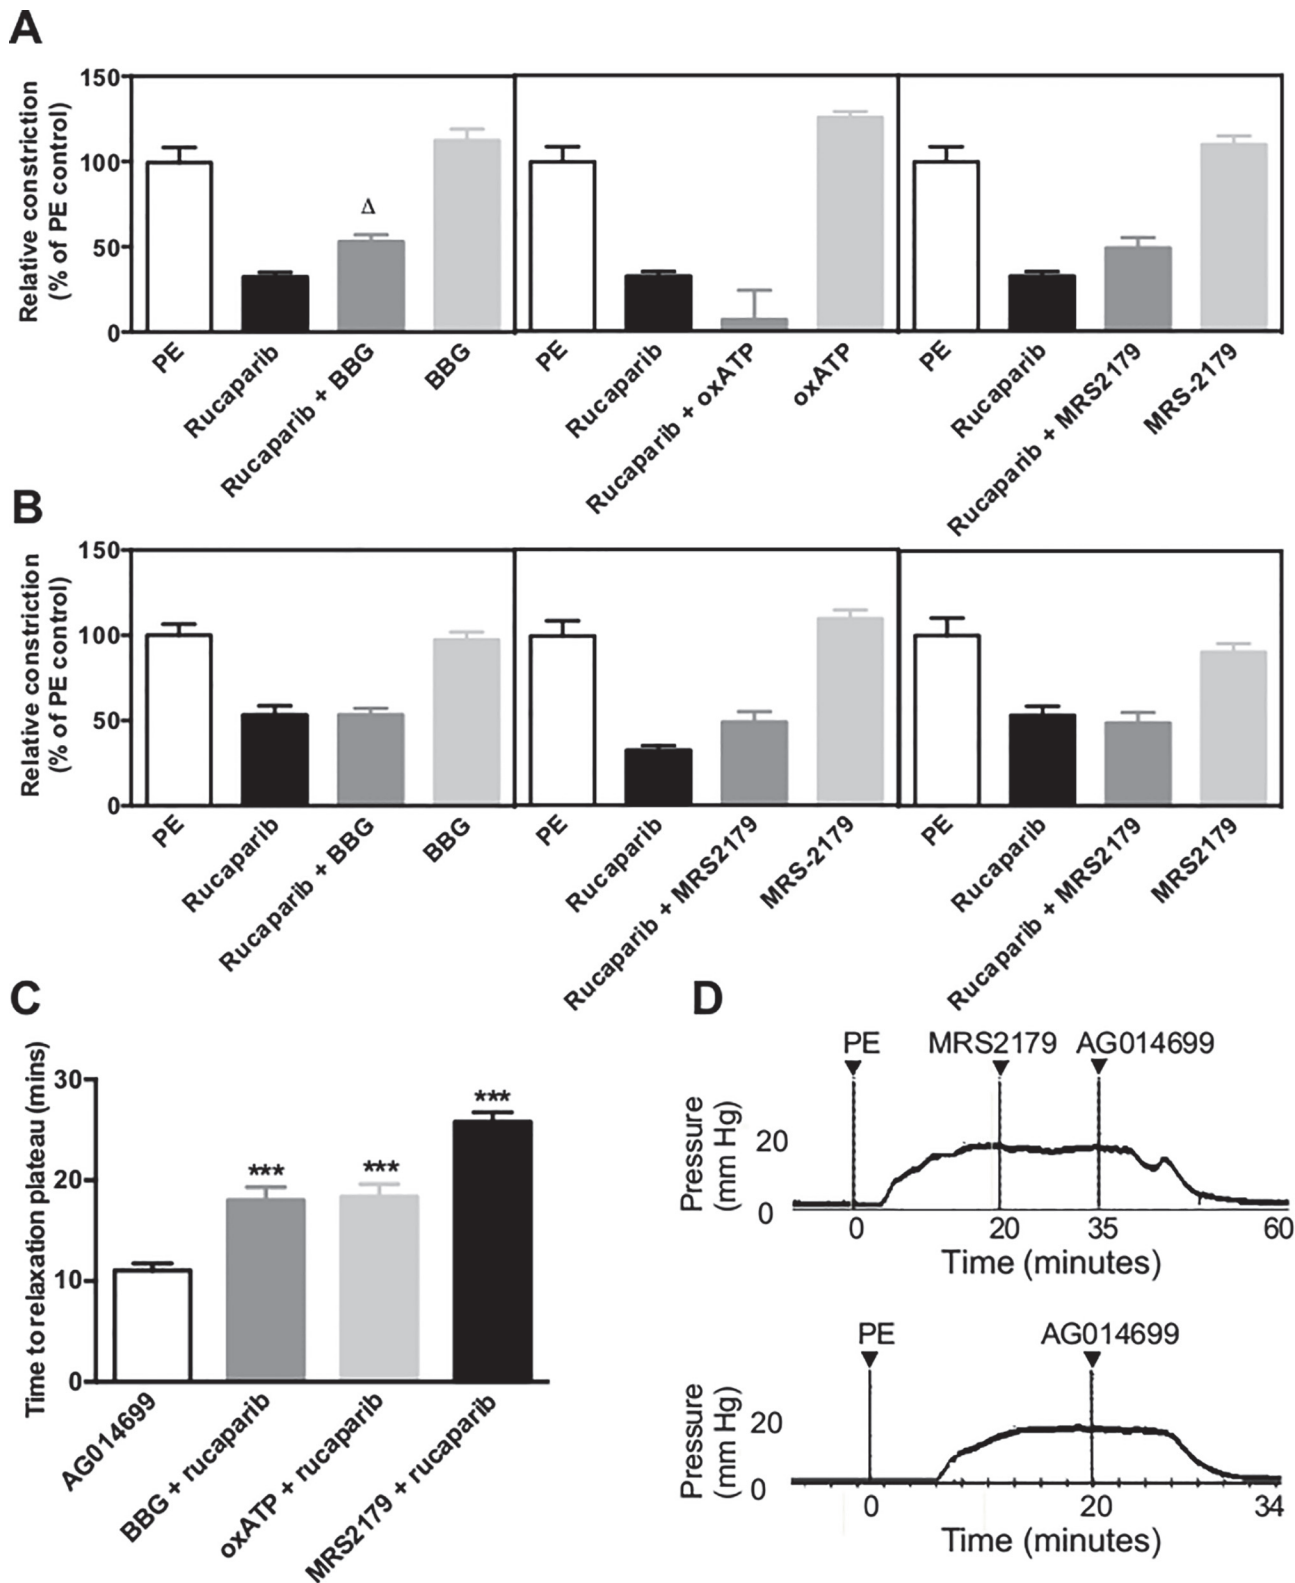 A
Relative constriction
(% of PE control)
150
100
50
0
Δ
PE
Rucaparib
Rucaparib + BBG
BBG
PE
Rucaparib
Rucaparib + oxATP
oxATP
PE
Rucaparib
Rucaparib + MRS2179
MRS-2179
B
Relative constriction
(% of PE control)
150
100
50
0
PE
Rucaparib
Rucaparib + BBG
BBG
PE
Rucaparib
Rucaparib + MRS2179
MRS-2179
PE
Rucaparib
Rucaparib + MRS2179
MRS2179
C
Time to relaxation plateau (mins)
30
20
10
0
***
***
***
AG014699
BBG + rucaparib
oxATP + rucaparib
MRS2179 + rucaparib
D
PE MRS2179 AG014699
Pressure
(mm Hg)
20
0
0 20 35 60
Time (minutes)
PE AG014699
Pressure
(mm Hg)
20
0
0 20 34
Time (minutes)